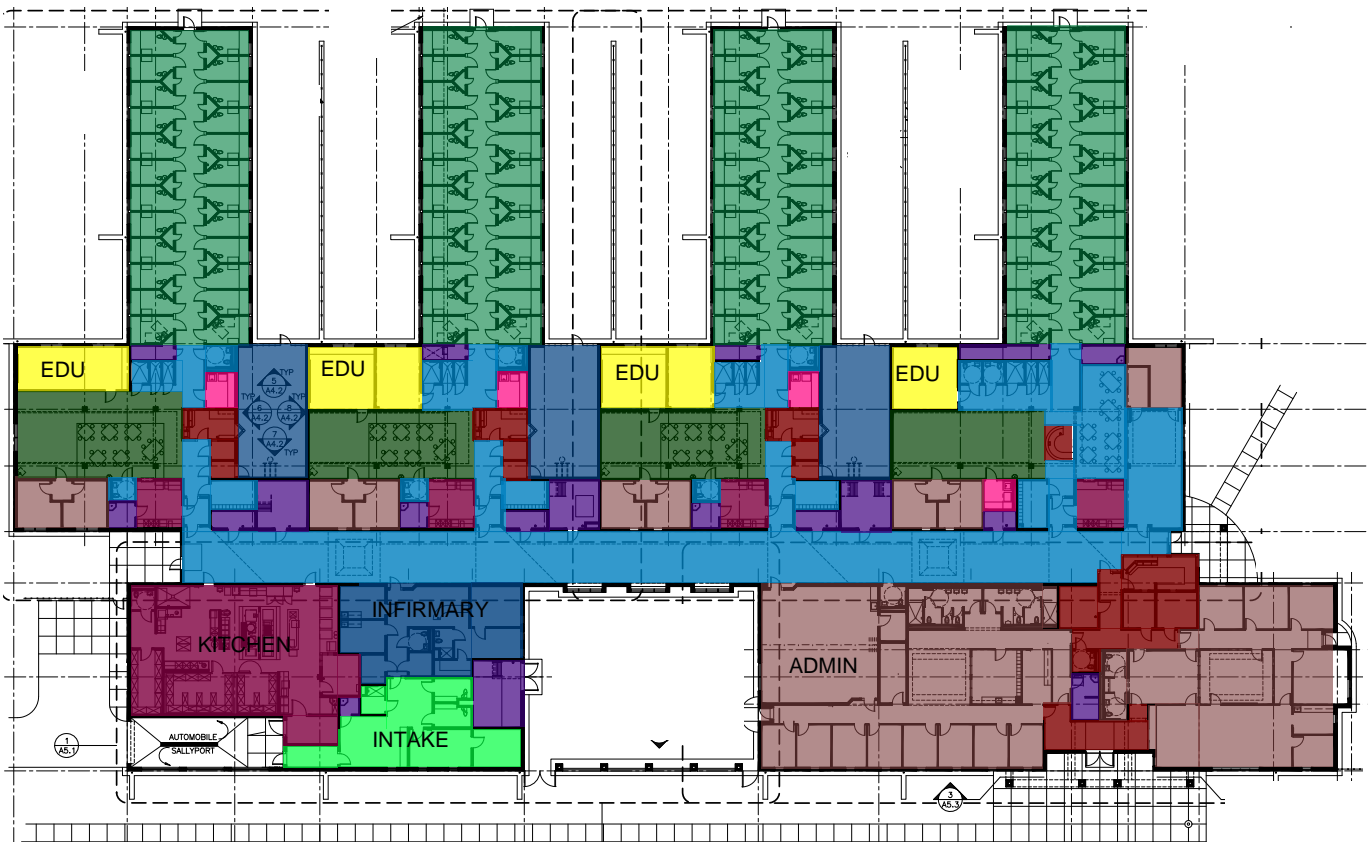 EDU
EDU
EDU
EDU
TYP
5
A4.2
TYP
6
A4.2
8
A4.2
TYP
7
A4.2
TYP
INFIRMARY
KITCHEN
ADMIN
AUTOMOBILE
SALLYPORT
INTAKE
1
A5.1
3
A5.3